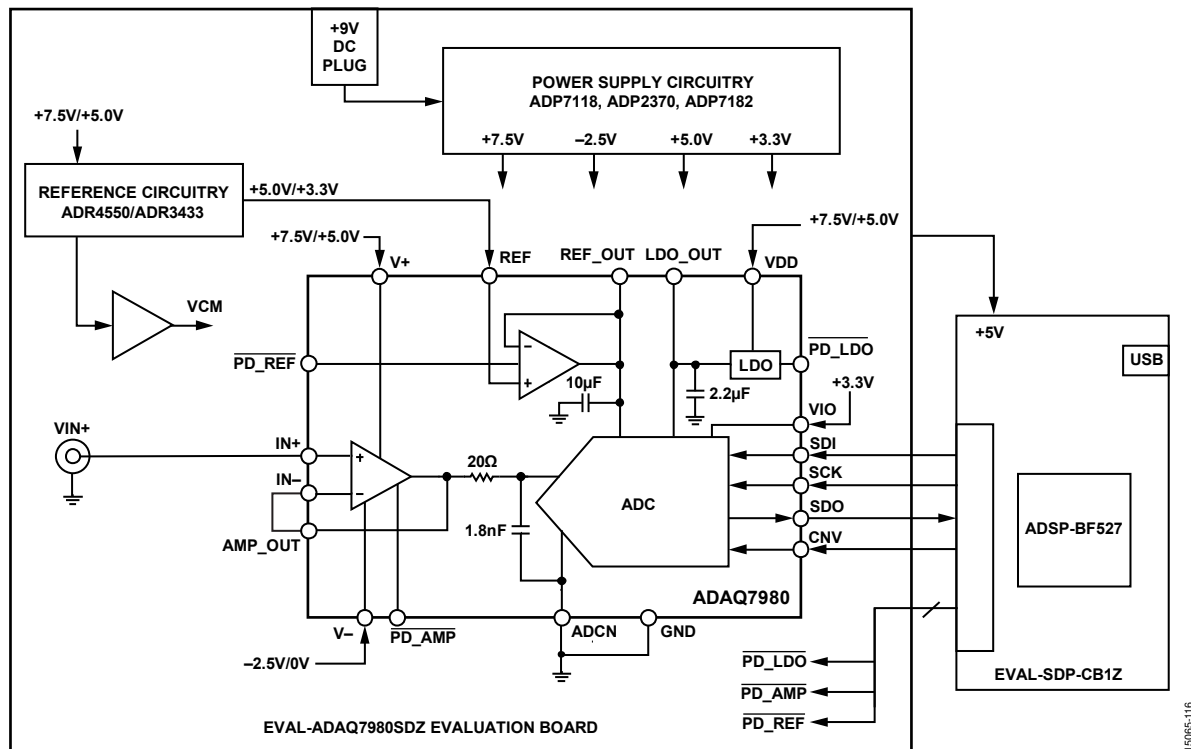 +9V
DC
PLUG
POWER SUPPLY CIRCUITRY
ADP7118, ADP2370, ADP7182
+7.5V
–2.5V
+5.0V
+3.3V
+7.5V/+5.0V
REFERENCE CIRCUITRY
ADR4550/ADR3433
+5.0V/+3.3V
+7.5V/+5.0V
V+
REF
REF_OUT
LDO_OUT
VDD
+7.5V/+5.0V
VCM
PD_REF
–
+
10µF
LDO
2.2µF
PD_LDO
+3.3V
VIO
+5V
USB
VIN+
IN+
IN–
AMP_OUT
+
–
20Ω
1.8nF
ADC
SDI
SCK
SDO
CNV
ADSP-BF527
ADAQ7980
V–
PD_AMP
ADCN
GND
–2.5V/0V
PD_LDO
PD_AMP
PD_REF
EVAL-SDP-CB1Z
EVAL-ADAQ7980SDZ EVALUATION BOARD
15065-116